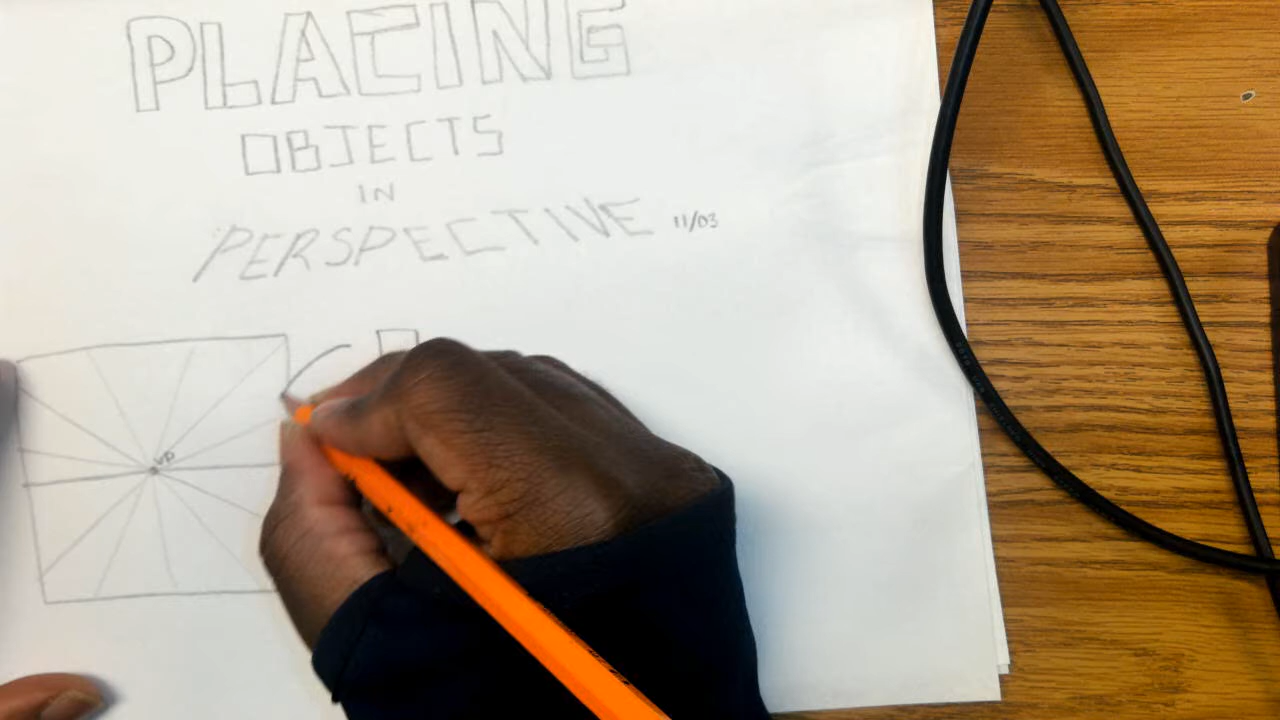 PLACING
OBJECTS
IN
PERSPECTIVE 11/03
VP